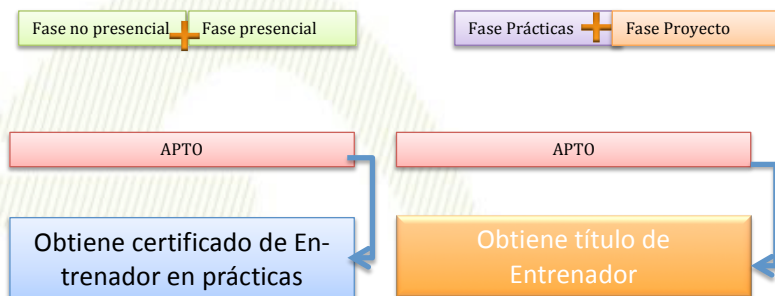 Fase no presencial
Fase presencial
Fase Prácticas
Fase Proyecto
APTO
APTO
Obtiene certificado de En-
trenador en prácticas
Obtiene título de
Entrenador